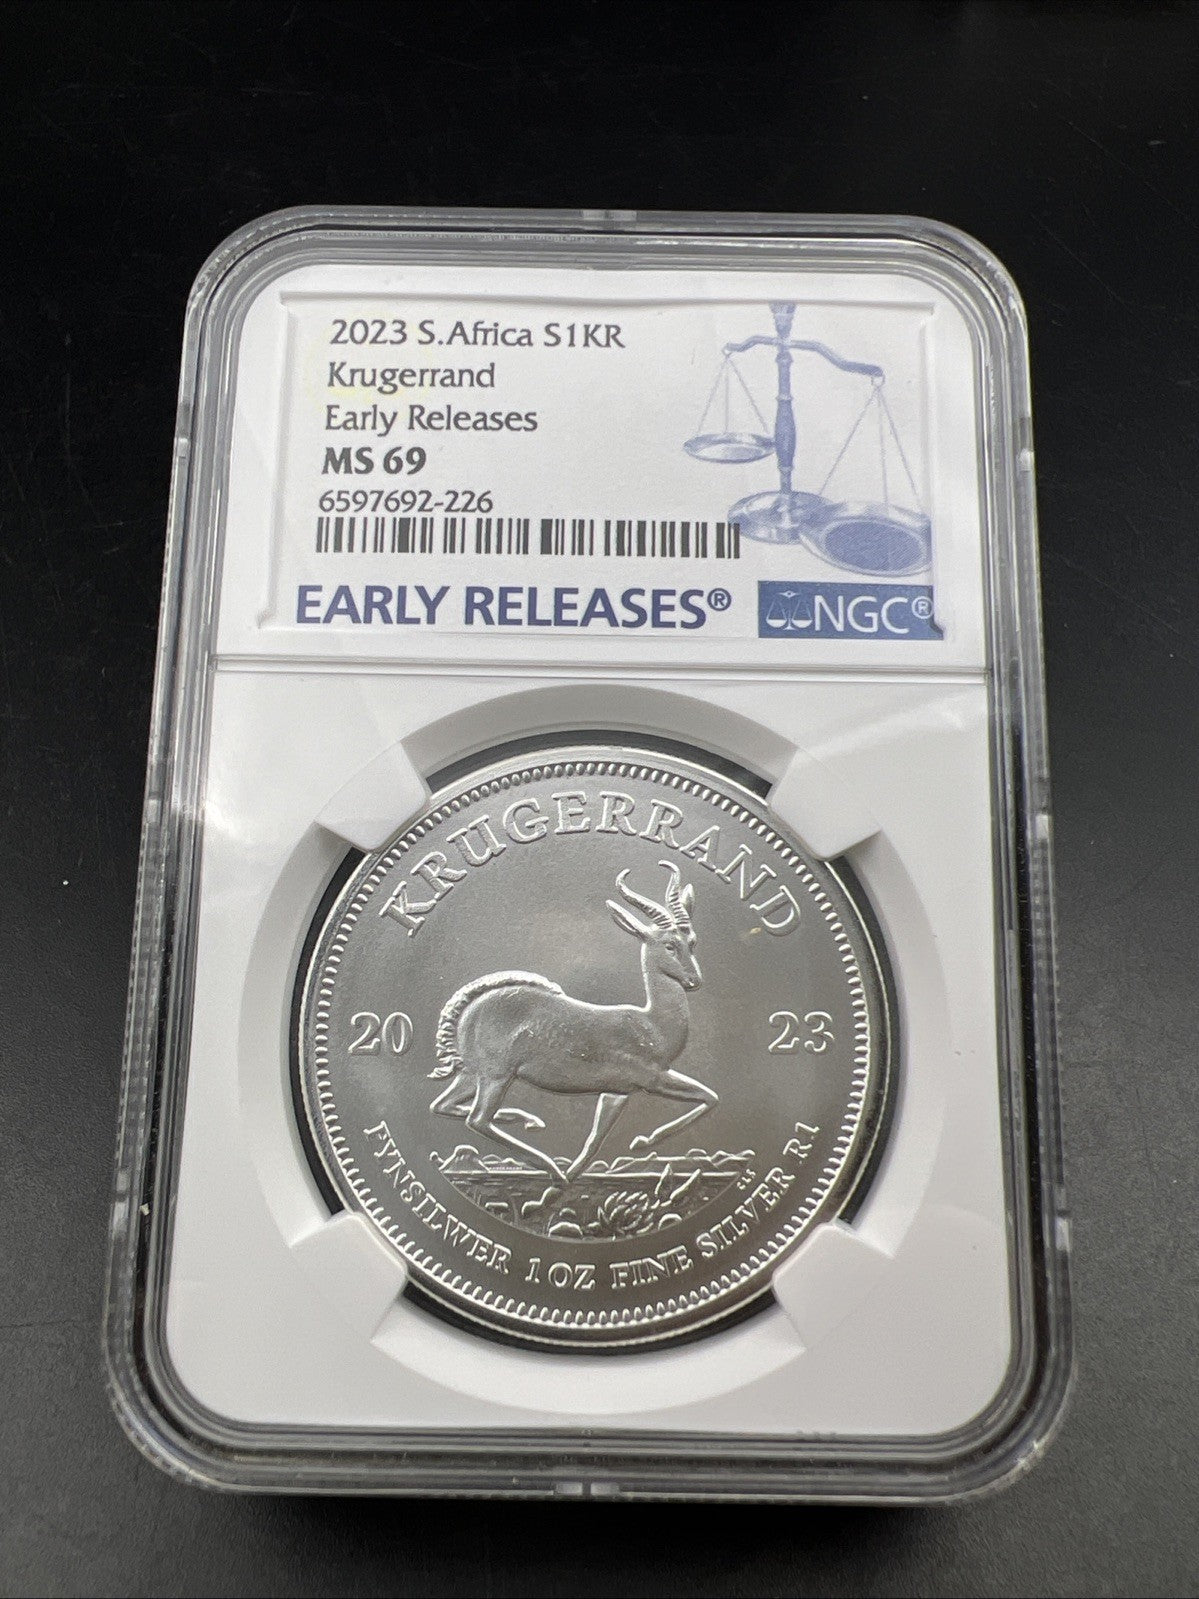 2023 S.Africa S1KR
Krugerrand
Early Releases
MS 69
6597692-226
EARLY RELEASES®
NGC®
KRUGERRAND
20 23
CLS
FYNSILWER 1 OZ FINE SILVER R1